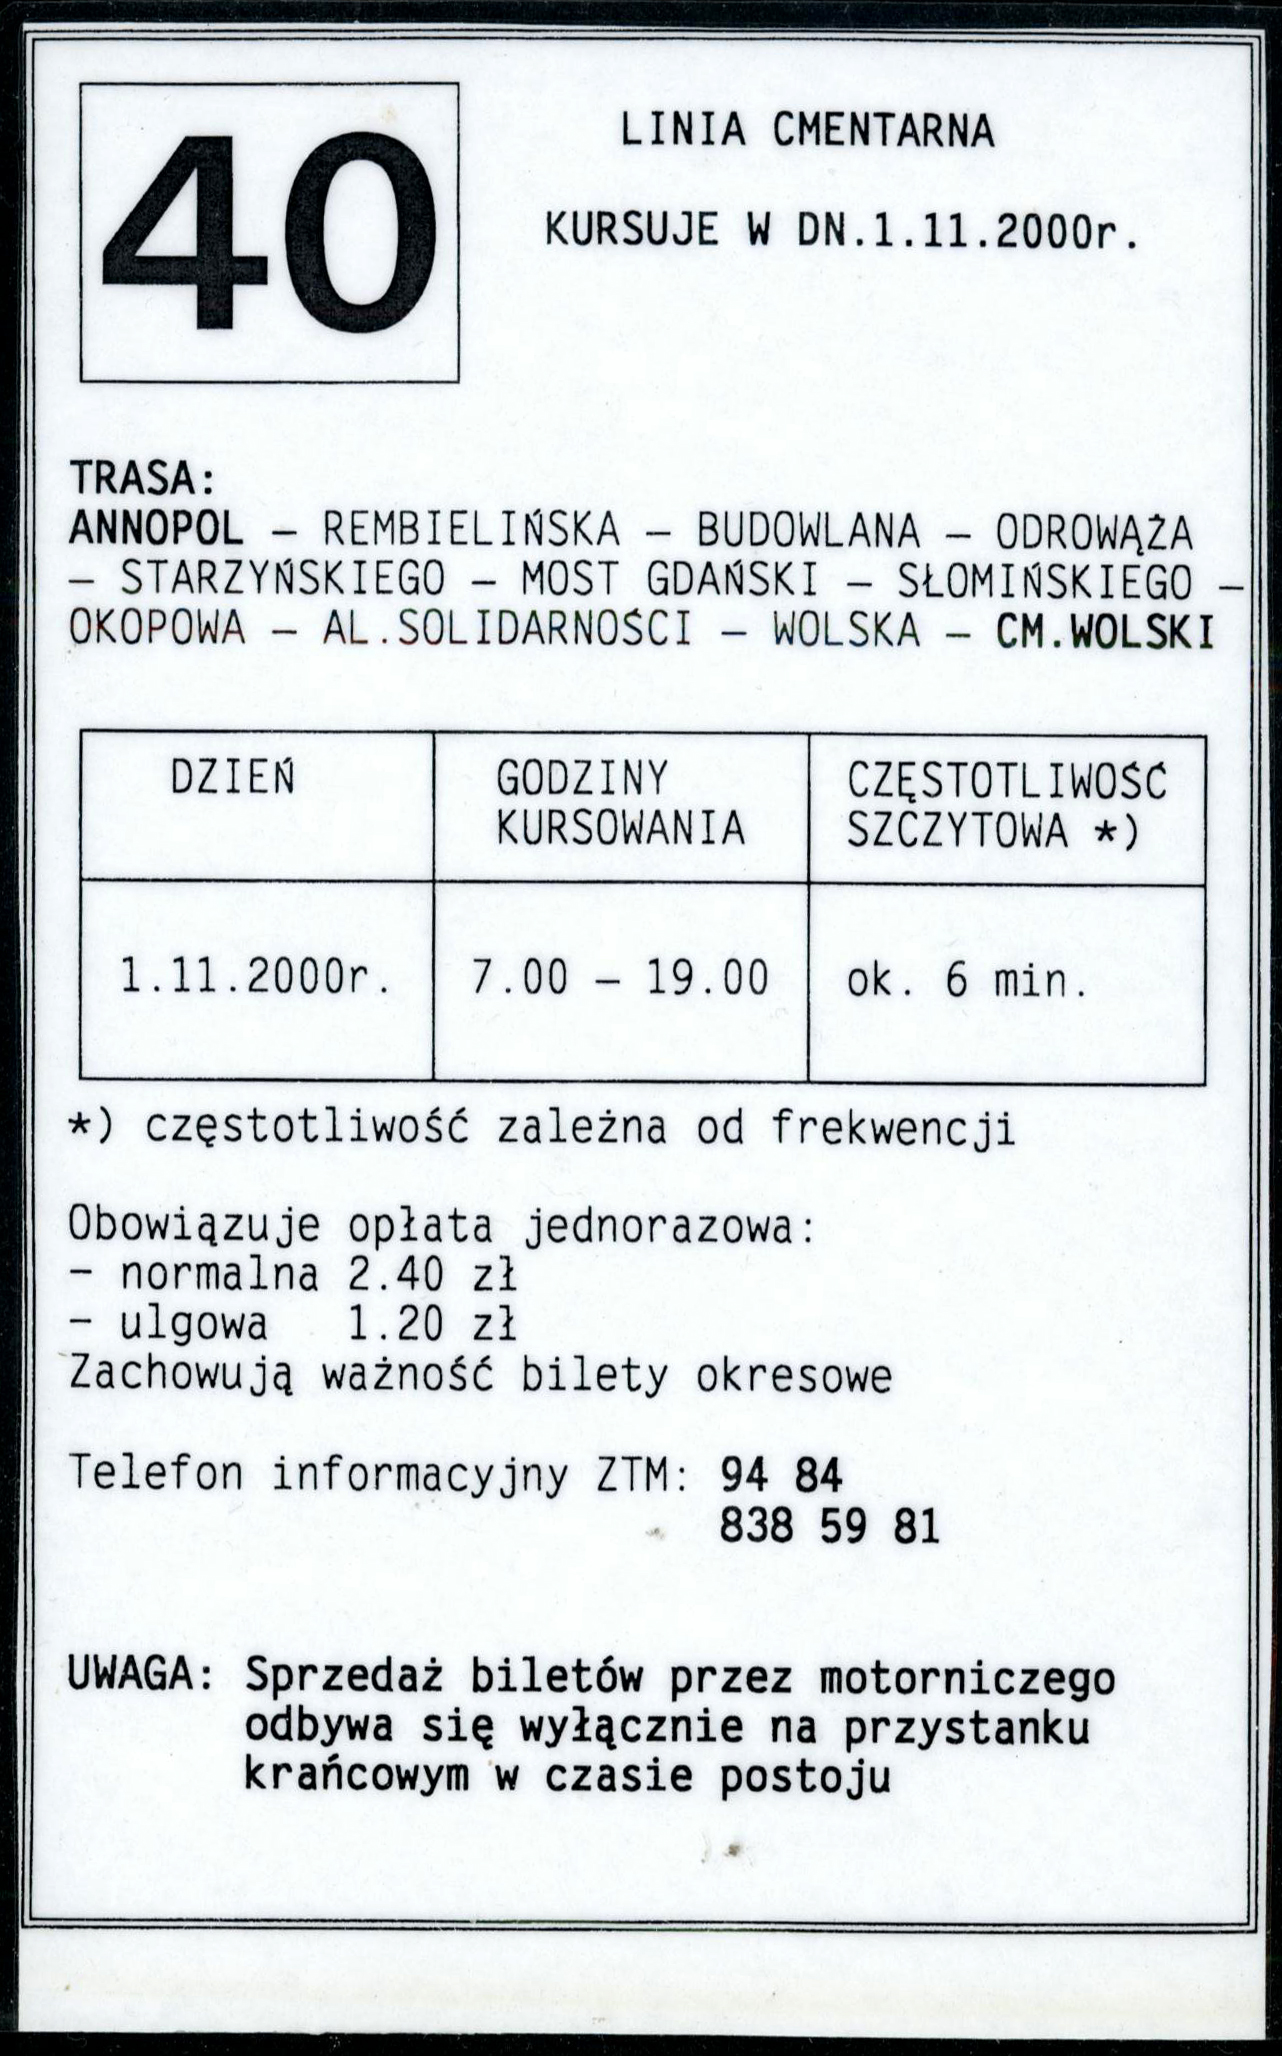 40
LINIA CMENTARNA
KURSUJE W DN.1.11.2000r.
TRASA:
ANNOPOL – REMBIELIŃSKA – BUDOWLANA – ODROWĄŻA
– STARZYŃSKIEGO – MOST GDAŃSKI – SŁOMIŃSKIEGO –
OKOPOWA – AL.SOLIDARNOŚCI – WOLSKA – CM.WOLSKI
DZIEŃ
GODZINY
KURSOWANIA
CZĘSTOTLIWOŚĆ
SZCZYTOWA *)
1.11.2000r.
7.00 – 19.00
ok. 6 min.
*) częstotliwość zależna od frekwencji
Obowiązuje opłata jednorazowa:
– normalna 2.40 zł
– ulgowa 1.20 zł
Zachowują ważność bilety okresowe
Telefon informacyjny ZTM: 94 84
838 59 81
UWAGA: Sprzedaż biletów przez motorniczego
odbywa się wyłącznie na przystanku
krańcowym w czasie postoju